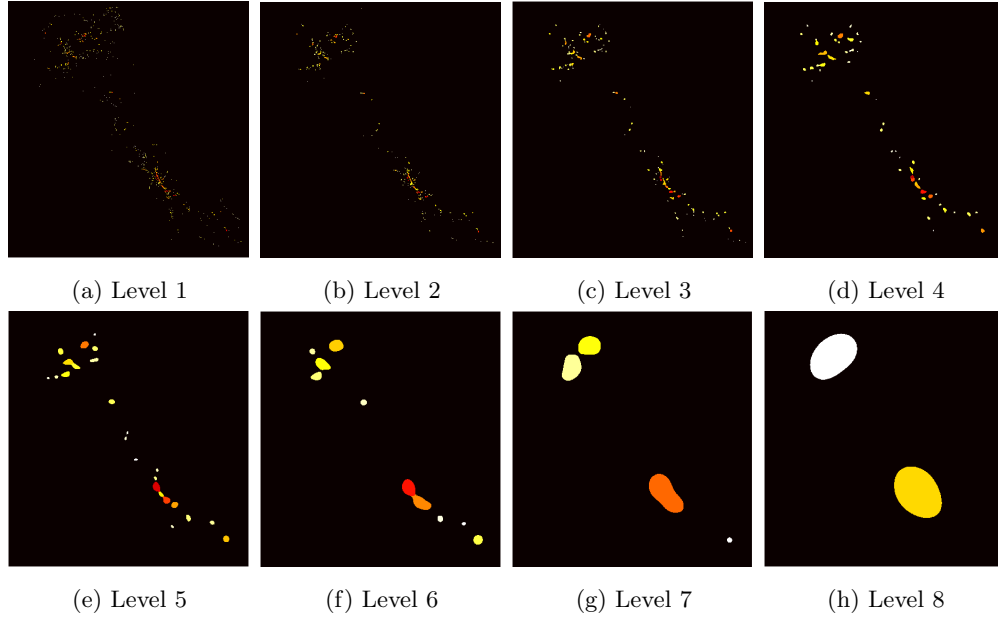 (a) Level 1
(b) Level 2
(c) Level 3
(d) Level 4
(e) Level 5
(f) Level 6
(g) Level 7
(h) Level 8